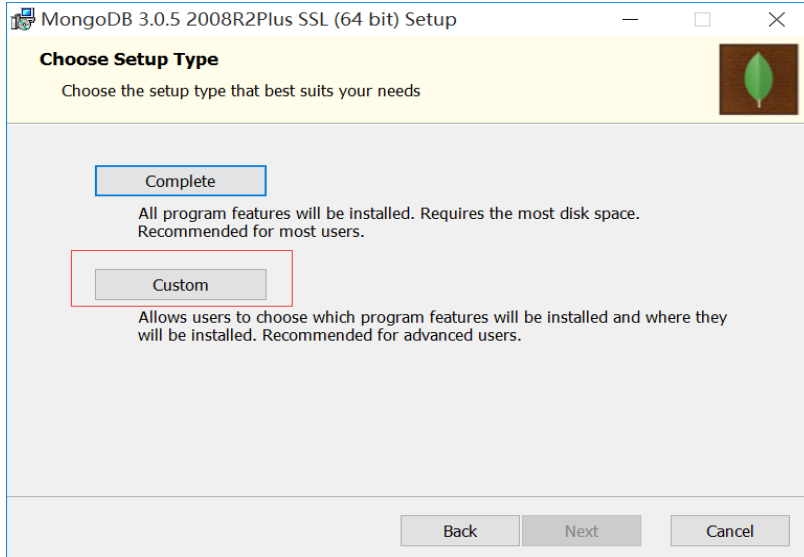 MongoDB 3.0.5 2008R2Plus SSL (64 bit) Setup
Choose Setup Type
Choose the setup type that best suits your needs
Complete
All program features will be installed. Requires the most disk space.
Recommended for most users.
Custom
Allows users to choose which program features will be installed and where they
will be installed. Recommended for advanced users.
Back
Next
Cancel